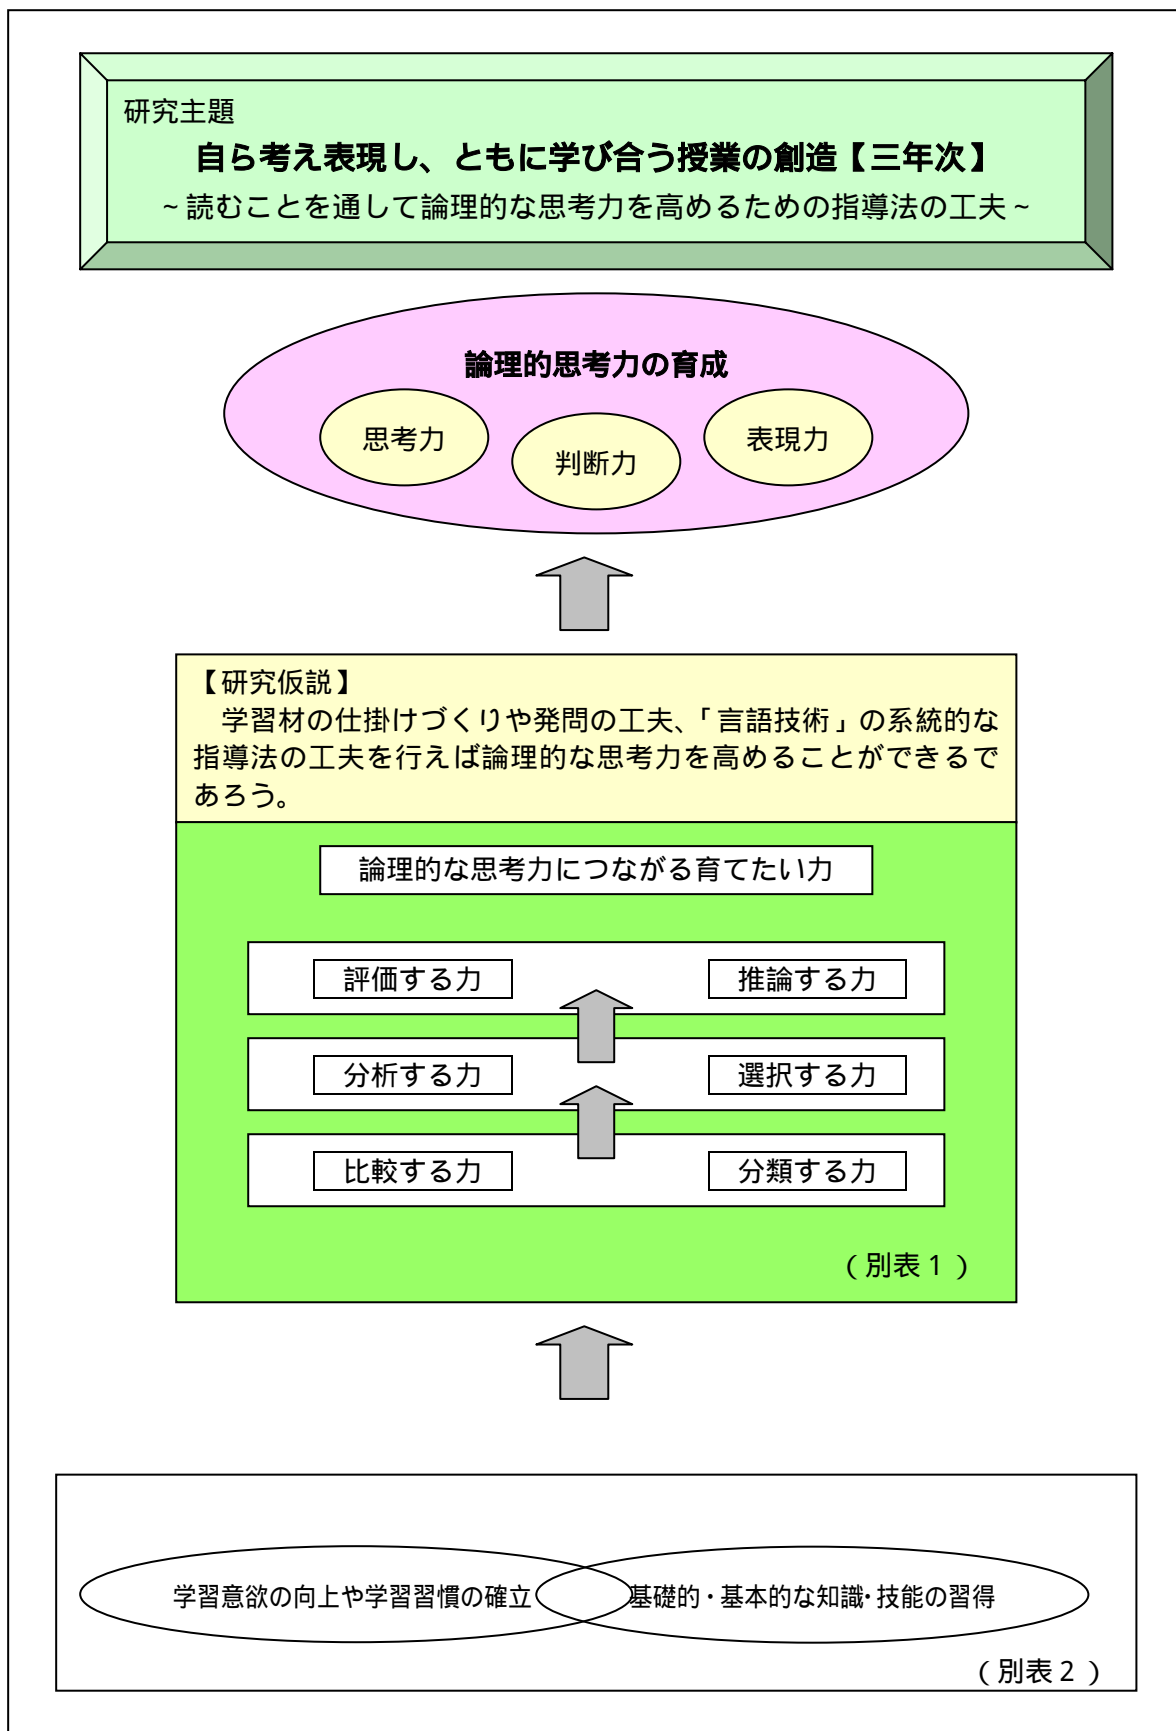 研究主題
自ら考え表現し、ともに学び合う授業の創造【三年次】
~読むことを通して論理的な思考力を高めるための指導法の工夫~
論理的思考力の育成
思考力
判断力
表現力
【研究仮説】
学習材の仕掛けづくりや発問の工夫、「言語技術」の系統的な
指導法の工夫を行えば論理的な思考力を高めることができるで
あろう。
論理的な思考力につながる育てたい力
評価する力
推論する力
分析する力
選択する力
比較する力
分類する力
(別表1)
学習意欲の向上や学習習慣の確立
基礎的・基本的な知識・技能の習得
(別表2)